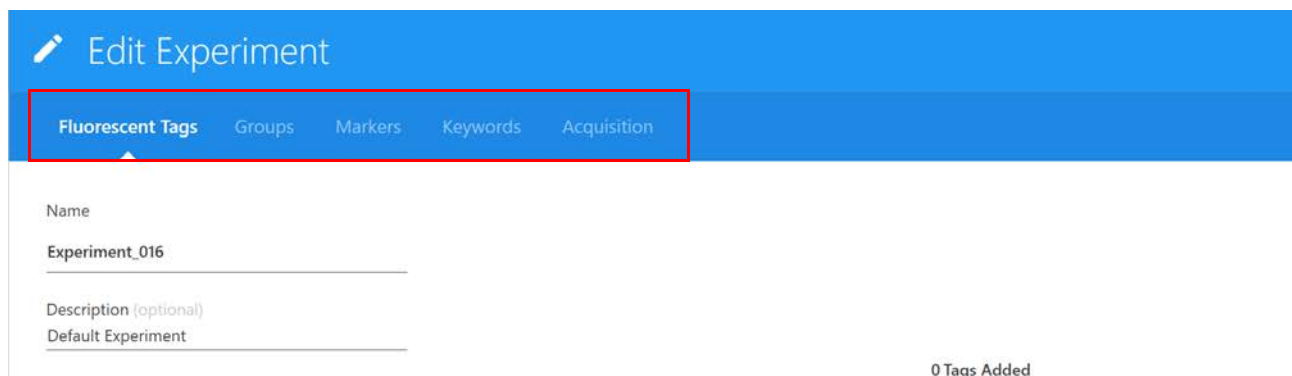 Edit Experiment
Fluorescent Tags Groups Markers Keywords Acquisition
Name
Experiment_016
Description (optional)
Default Experiment
0 Tags Added